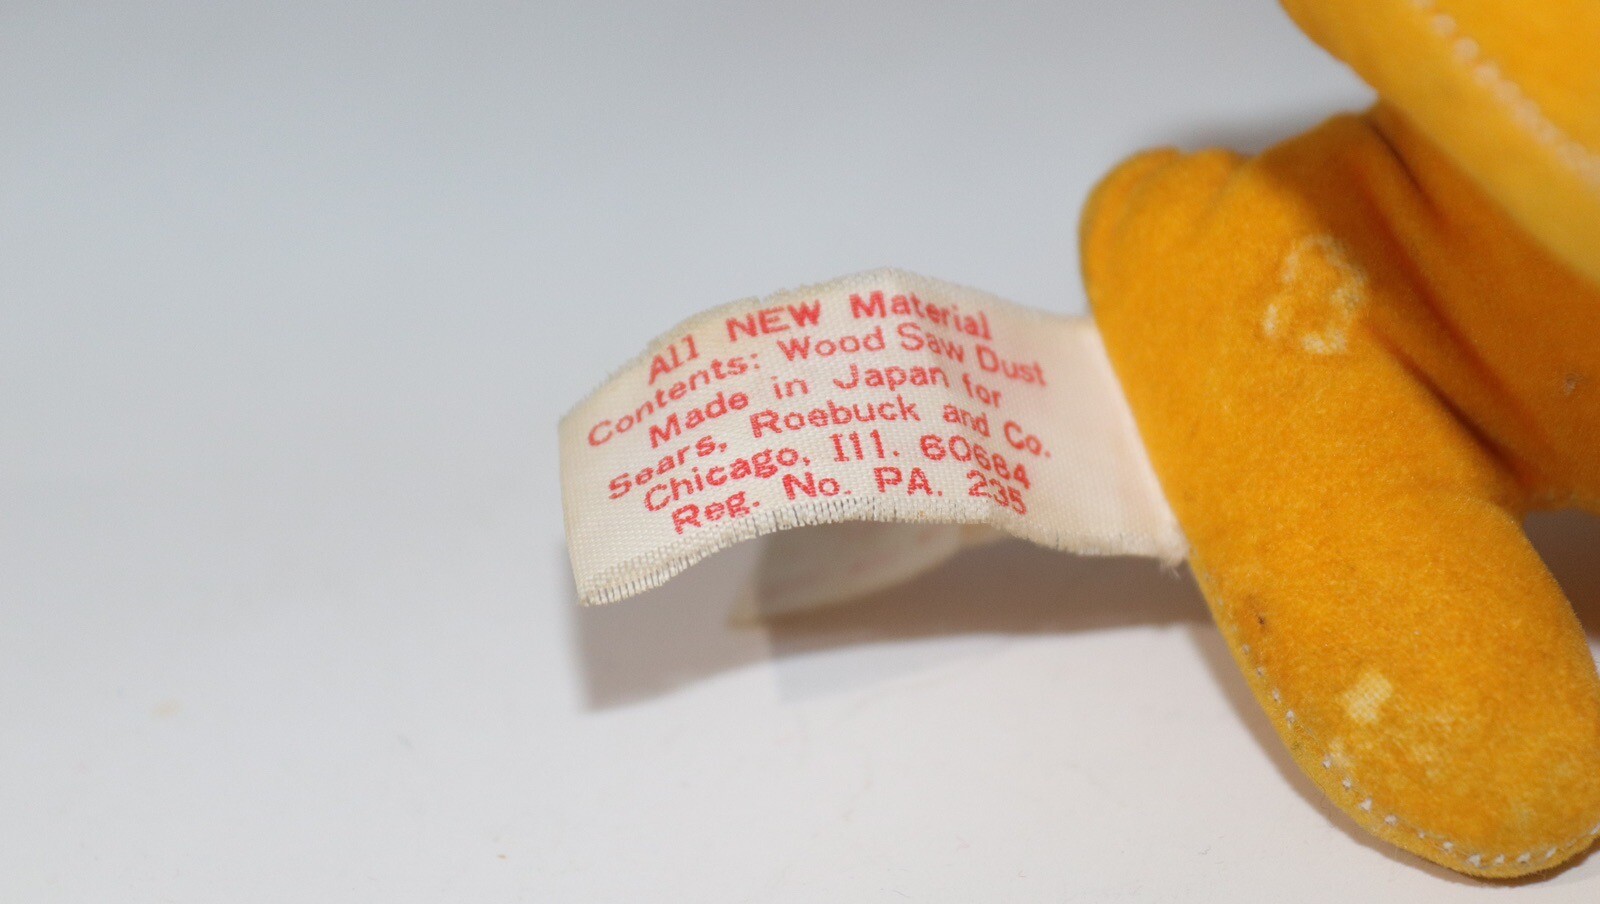 All NEW Material
Contents: Wood Saw Dust
Made in Japan for
Sears, Roebuck and Co.
Chicago, Ill. 60684
Reg. No. PA. 235